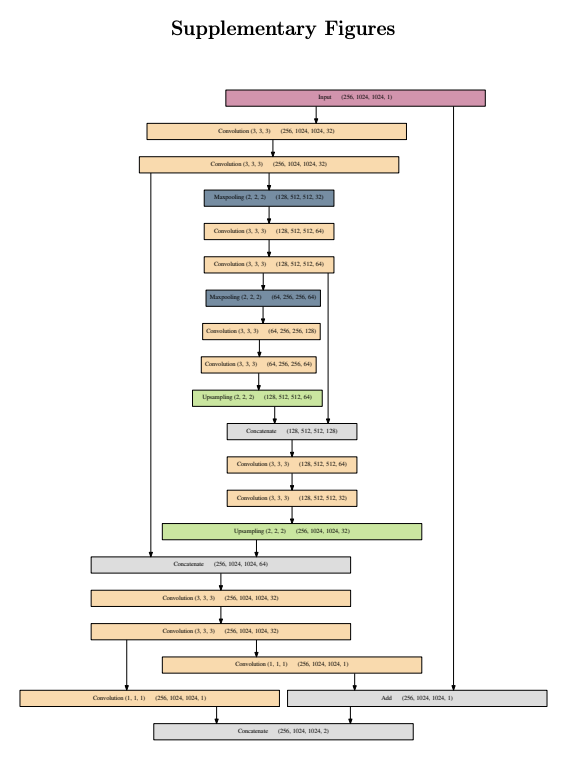 Supplementary Figures
Input (256, 1024, 1024, 1)
Convolution (3, 3, 3) (256, 1024, 1024, 32)
Convolution (3, 3, 3) (256, 1024, 1024, 32)
Maxpooling (2, 2, 2) (128, 512, 512, 32)
Convolution (3, 3, 3) (128, 512, 512, 64)
Convolution (3, 3, 3) (128, 512, 512, 64)
Maxpooling (2, 2, 2) (64, 256, 256, 64)
Convolution (3, 3, 3) (64, 256, 256, 128)
Convolution (3, 3, 3) (64, 256, 256, 64)
Upsampling (2, 2, 2) (128, 512, 512, 64)
Concatenate (128, 512, 512, 128)
Convolution (3, 3, 3) (128, 512, 512, 64)
Convolution (3, 3, 3) (128, 512, 512, 32)
Upsampling (2, 2, 2) (256, 1024, 1024, 32)
Concatenate (256, 1024, 1024, 64)
Convolution (3, 3, 3) (256, 1024, 1024, 32)
Convolution (3, 3, 3) (256, 1024, 1024, 32)
Convolution (1, 1, 1) (256, 1024, 1024, 1)
Convolution (1, 1, 1) (256, 1024, 1024, 1)
Add (256, 1024, 1024, 1)
Concatenate (256, 1024, 1024, 2)